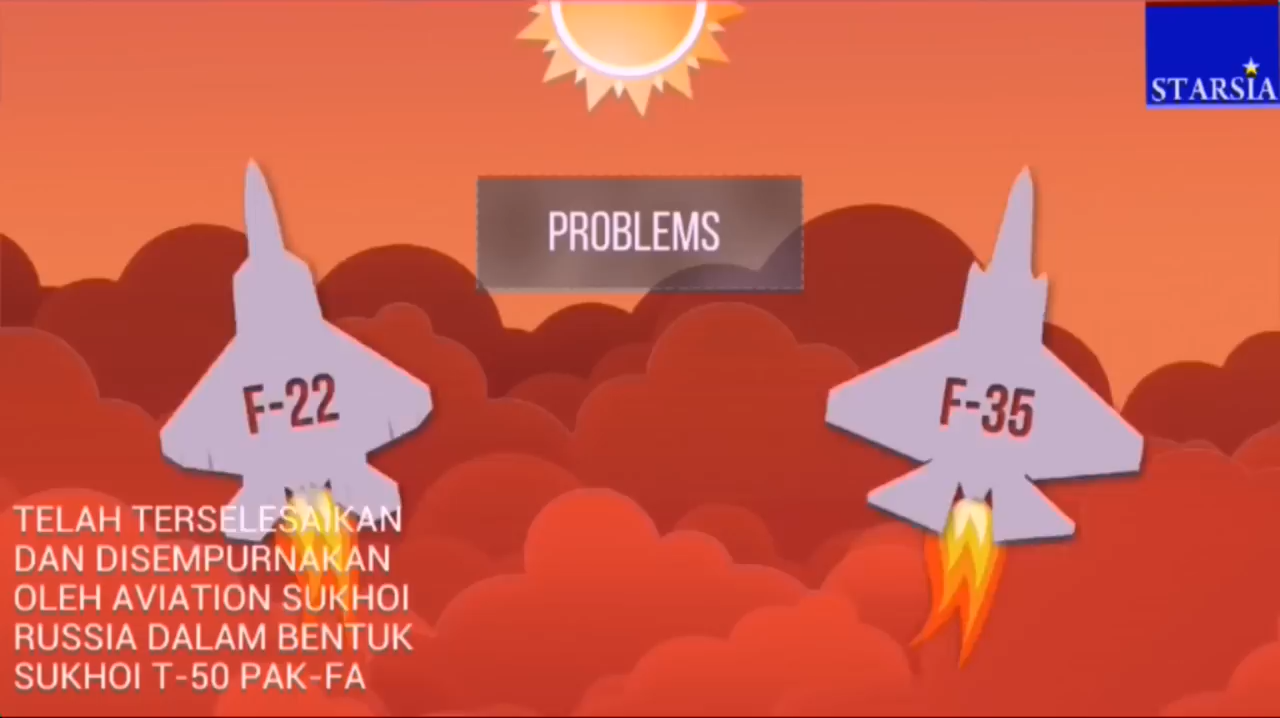 STARSIA
PROBLEMS
F-22
F-35
TELAH TERSELESAIKAN
DAN DISEMPURNAKAN
OLEH AVIATION SUKHOI
RUSSIA DALAM BENTUK
SUKHOI T-50 PAK-FA